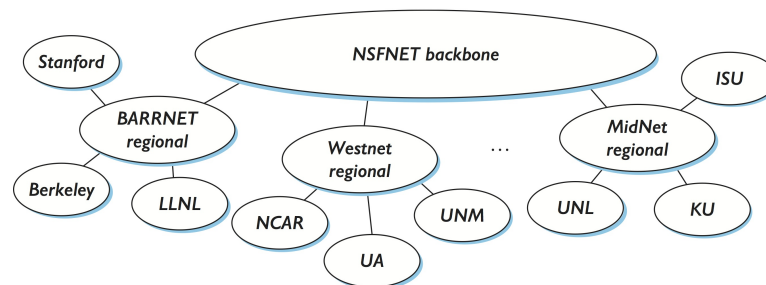 NSFNET backbone
Stanford
ISU
BARRNET
regional
MidNet
regional
Westnet
regional
...
Berkeley
LLNL
NCAR
UNM
UNL
KU
UA